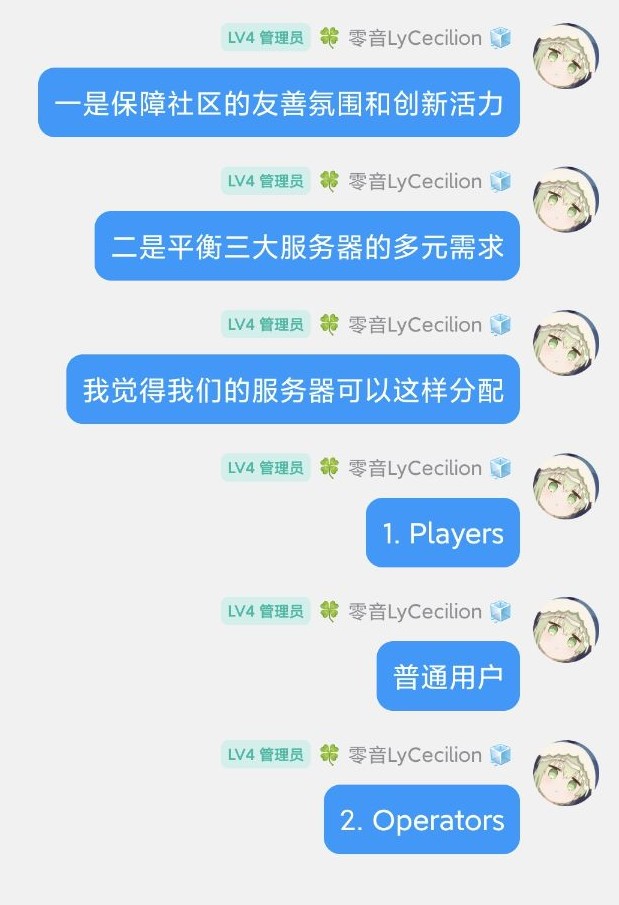 LV4 管理员 🍀 零音LyCecilion 🧊
一是保障社区的友善氛围和创新活力
LV4 管理员 🍀 零音LyCecilion 🧊
二是平衡三大服务器的多元需求
LV4 管理员 🍀 零音LyCecilion 🧊
我觉得我们的服务器可以这样分配
LV4 管理员 🍀 零音LyCecilion 🧊
1. Players
LV4 管理员 🍀 零音LyCecilion 🧊
普通用户
LV4 管理员 🍀 零音LyCecilion 🧊
2. Operators